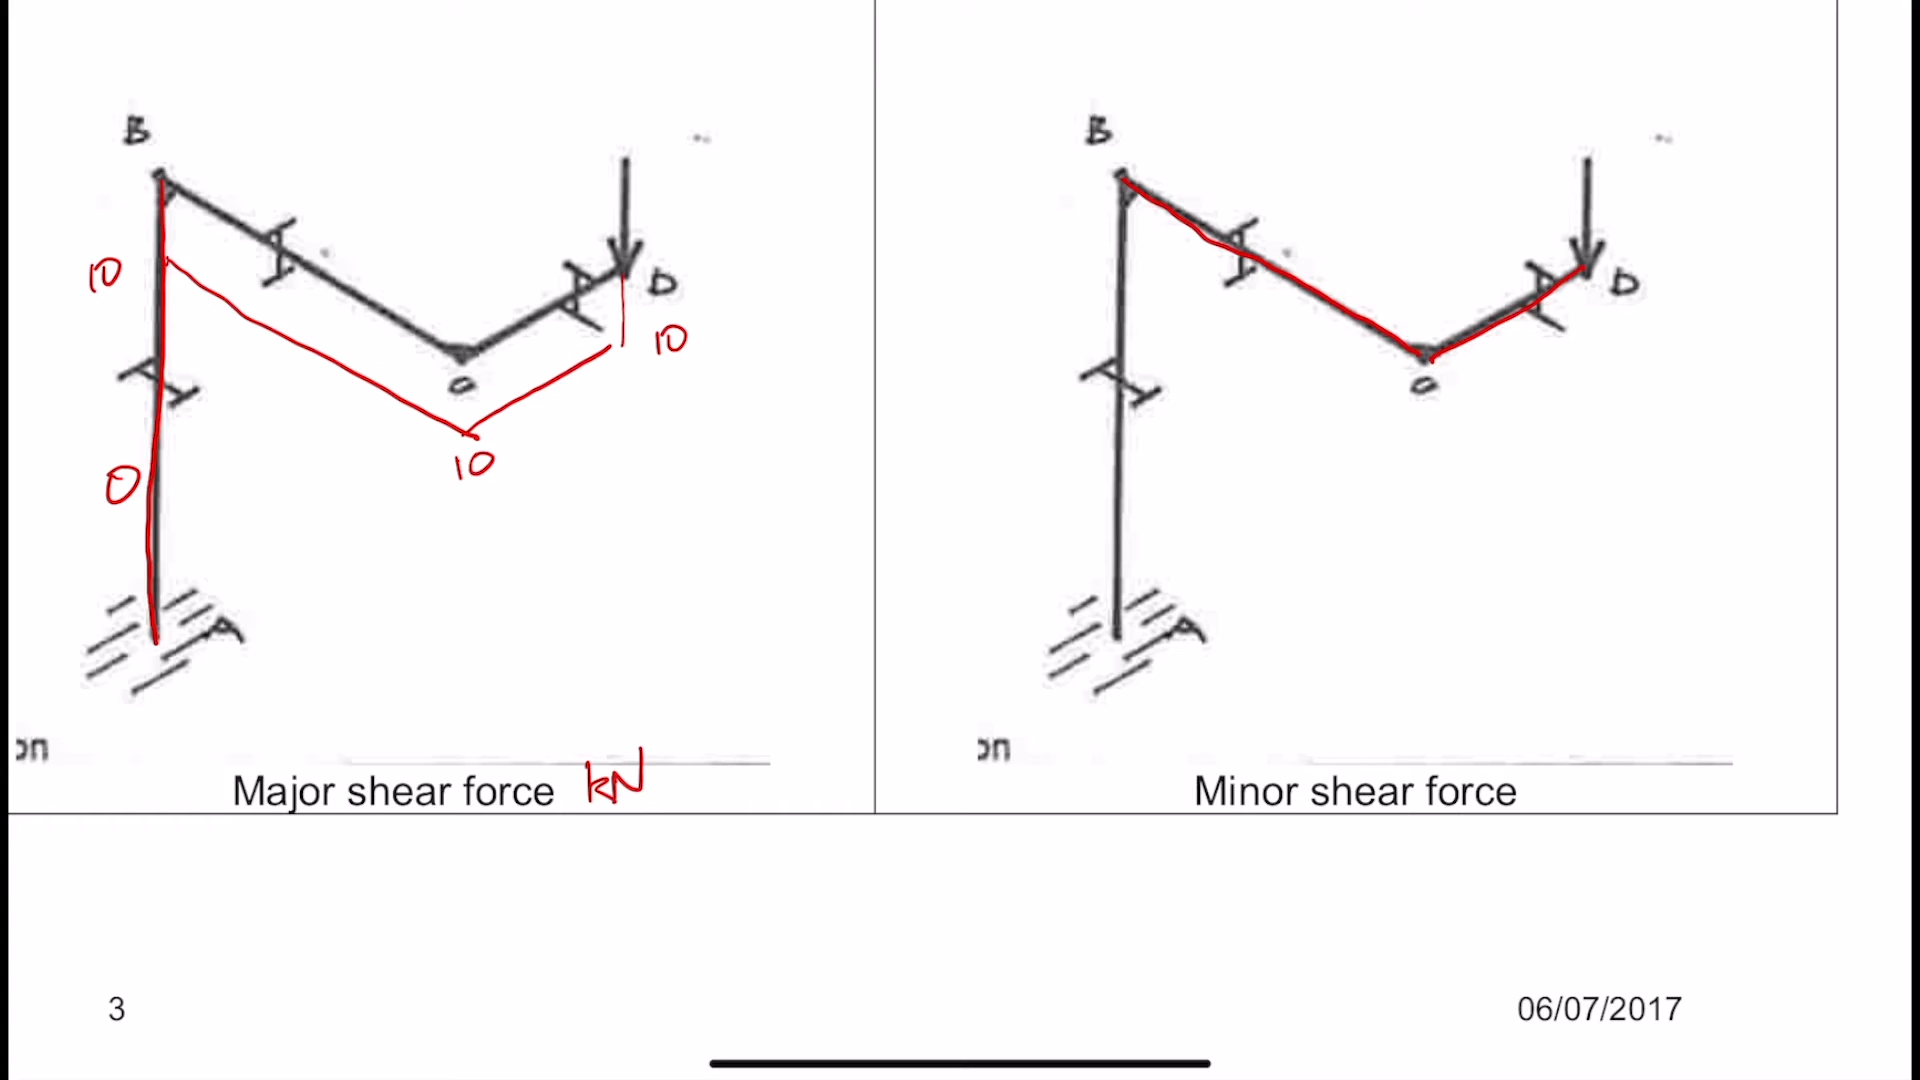 B
10
D
10
C
10
0
A
on
Major shear force kN
B
D
C
A
on
Minor shear force
3
06/07/2017